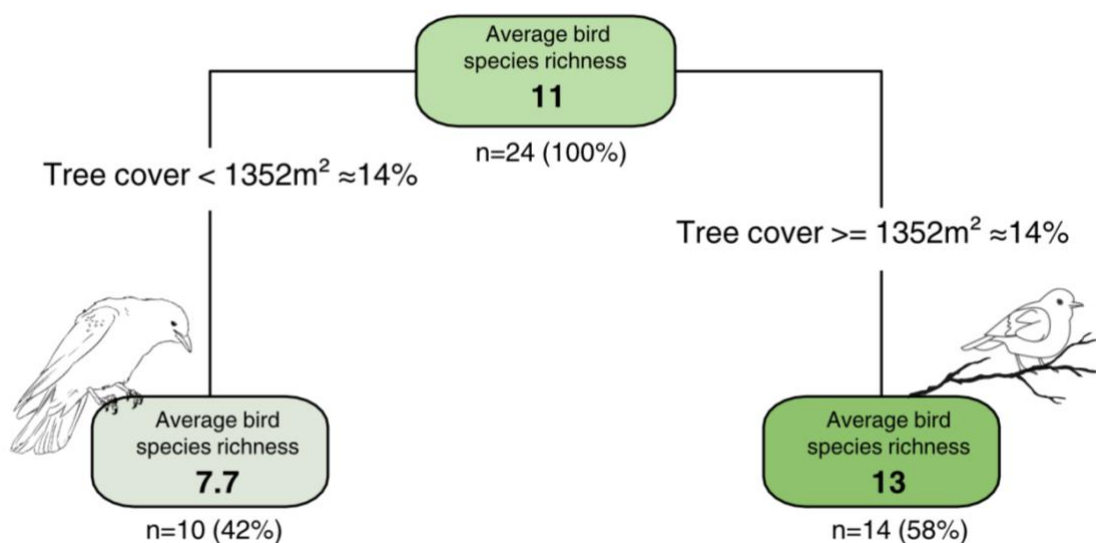 Average bird
species richness
11
n=24 (100%)
Tree cover < 1352m² ≈14%
Tree cover >= 1352m² ≈14%
Average bird
species richness
7.7
n=10 (42%)
Average bird
species richness
13
n=14 (58%)